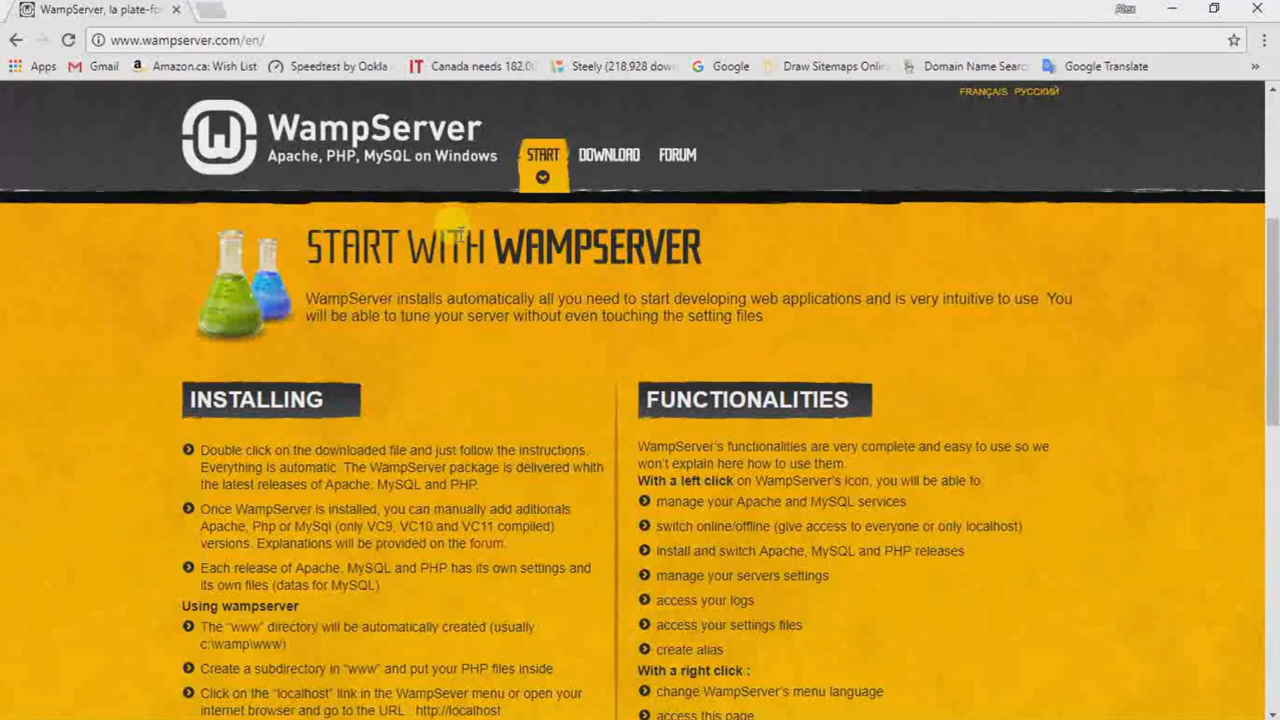 WampServer, la plate-for
Alex
www.wampserver.com/en/
Apps Gmail Amazon.ca: Wish List Speedtest by Ookla Canada needs 182.0 Steely (218,928 dow Google Draw Sitemaps Onlin Domain Name Searc Google Translate »
FRANÇAIS РУССКИЙ
WampServer
Apache, PHP, MySQL on Windows
START DOWNLOAD FORUM
START WITH WAMPSERVER
WampServer installs automatically all you need to start developing web applications and is very intuitive to use. You
will be able to tune your server without even touching the setting files
INSTALLING
Double click on the downloaded file and just follow the instructions.
Everything is automatic. The WampServer package is delivered whith
the latest releases of Apache, MySQL and PHP.
Once WampServer is installed, you can manually add aditionals
Apache, Php or MySql (only VC9, VC10 and VC11 compiled)
versions. Explanations will be provided on the forum.
Each release of Apache, MySQL and PHP has its own settings and
its own files (datas for MySQL).
Using wampserver
The “www” directory will be automatically created (usually
c:\wamp\www)
Create a subdirectory in “www” and put your PHP files inside
Click on the “localhost” link in the WampSever menu or open your
internet browser and go to the URL : http://localhost
FUNCTIONALITIES
WampServer’s functionalities are very complete and easy to use so we
won’t explain here how to use them.
With a left click on WampServer’s icon, you will be able to:
manage your Apache and MySQL services
switch online/offline (give access to everyone or only localhost)
install and switch Apache, MySQL and PHP releases
manage your servers settings
access your logs
access your settings files
create alias
With a right click :
change WampServer’s menu language
access this page